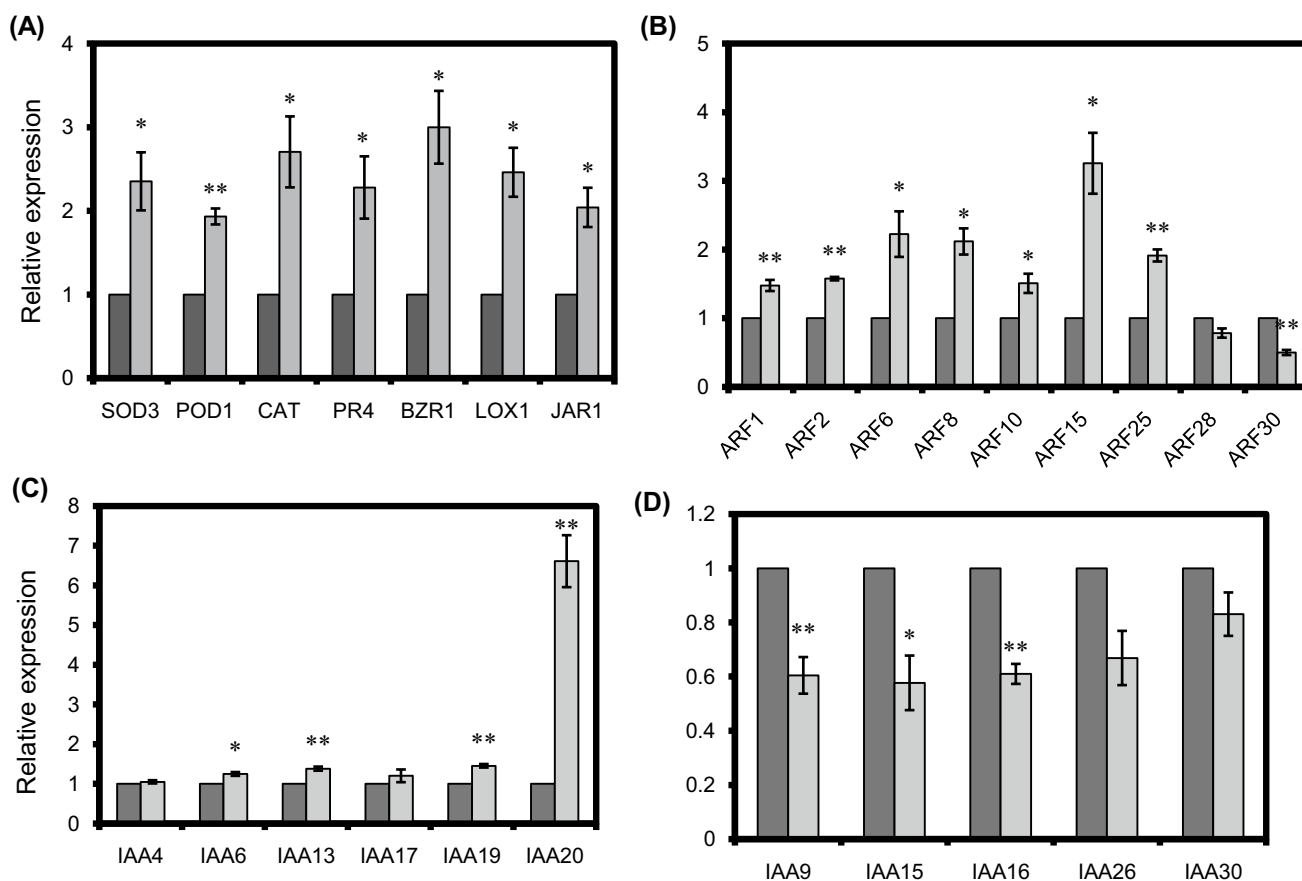 (A)
Relative expression
4
3
2
1
0
* ** * * * * *
SOD3 POD1 CAT PR4 BZR1 LOX1 JAR1
(B)
5
4
3
2
1
0
** ** * * * * ** **
ARF1 ARF2 ARF6 ARF8 ARF10 ARF15 ARF25 ARF28 ARF30
(C)
Relative expression
8
7
6
5
4
3
2
1
0
* ** ** **
IAA4 IAA6 IAA13 IAA17 IAA19 IAA20
(D)
1.2
1
0.8
0.6
0.4
0.2
0
** * **
IAA9 IAA15 IAA16 IAA26 IAA30